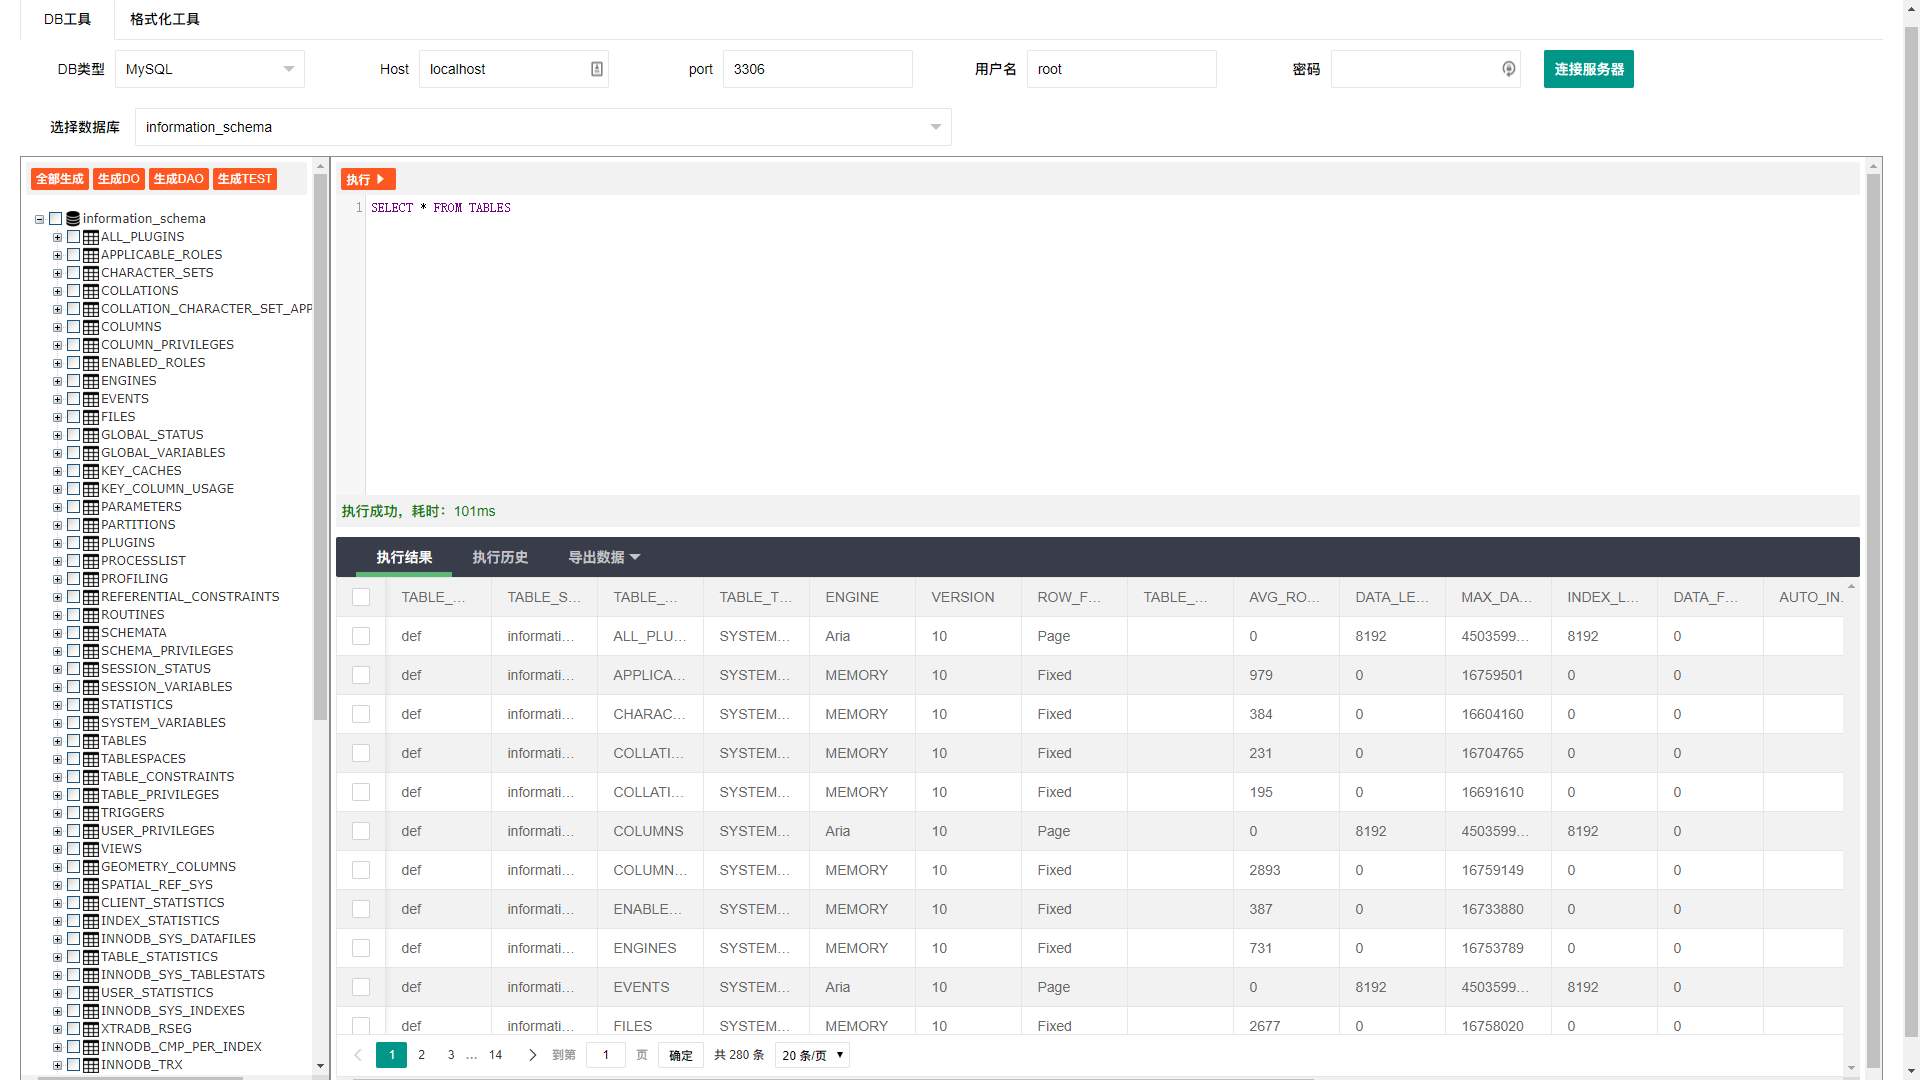 DB工具 格式化工具
DB类型 MySQL Host localhost port 3306 用户名 root 密码 连接服务器
选择数据库 information_schema
全部生成 生成DO 生成DAO 生成TEST
information_schema
ALL_PLUGINS
APPLICABLE_ROLES
CHARACTER_SETS
COLLATIONS
COLLATION_CHARACTER_SET_APP
COLUMNS
COLUMN_PRIVILEGES
ENABLED_ROLES
ENGINES
EVENTS
FILES
GLOBAL_STATUS
GLOBAL_VARIABLES
KEY_CACHES
KEY_COLUMN_USAGE
PARAMETERS
PARTITIONS
PLUGINS
PROCESSLIST
PROFILING
REFERENTIAL_CONSTRAINTS
ROUTINES
SCHEMATA
SCHEMA_PRIVILEGES
SESSION_STATUS
SESSION_VARIABLES
STATISTICS
SYSTEM_VARIABLES
TABLES
TABLESPACES
TABLE_CONSTRAINTS
TABLE_PRIVILEGES
TRIGGERS
USER_PRIVILEGES
VIEWS
GEOMETRY_COLUMNS
SPATIAL_REF_SYS
CLIENT_STATISTICS
INDEX_STATISTICS
INNODB_SYS_DATAFILES
TABLE_STATISTICS
INNODB_SYS_TABLESTATS
USER_STATISTICS
INNODB_SYS_INDEXES
XTRADB_RSEG
INNODB_CMP_PER_INDEX
INNODB_TRX
执行
1 SELECT * FROM TABLES
执行成功，耗时：101ms
执行结果 执行历史 导出数据
TABLE_... TABLE_S... TABLE_... TABLE_T... ENGINE VERSION ROW_F... TABLE_... AVG_RO... DATA_LE... MAX_DA... INDEX_L... DATA_F... AUTO_IN.
def informati... ALL_PLU... SYSTEM... Aria 10 Page 0 8192 4503599... 8192 0
def informati... APPLICA... SYSTEM... MEMORY 10 Fixed 979 0 16759501 0 0
def informati... CHARAC... SYSTEM... MEMORY 10 Fixed 384 0 16604160 0 0
def informati... COLLATI... SYSTEM... MEMORY 10 Fixed 231 0 16704765 0 0
def informati... COLLATI... SYSTEM... MEMORY 10 Fixed 195 0 16691610 0 0
def informati... COLUMNS SYSTEM... Aria 10 Page 0 8192 4503599... 8192 0
def informati... COLUMN... SYSTEM... MEMORY 10 Fixed 2893 0 16759149 0 0
def informati... ENABLE... SYSTEM... MEMORY 10 Fixed 387 0 16733880 0 0
def informati... ENGINES SYSTEM... MEMORY 10 Fixed 731 0 16753789 0 0
def informati... EVENTS SYSTEM... Aria 10 Page 0 8192 4503599... 8192 0
def informati... FILES SYSTEM... MEMORY 10 Fixed 2677 0 16758020 0 0
1 2 3 ... 14 到第 1 页 确定 共 280 条 20 条/页